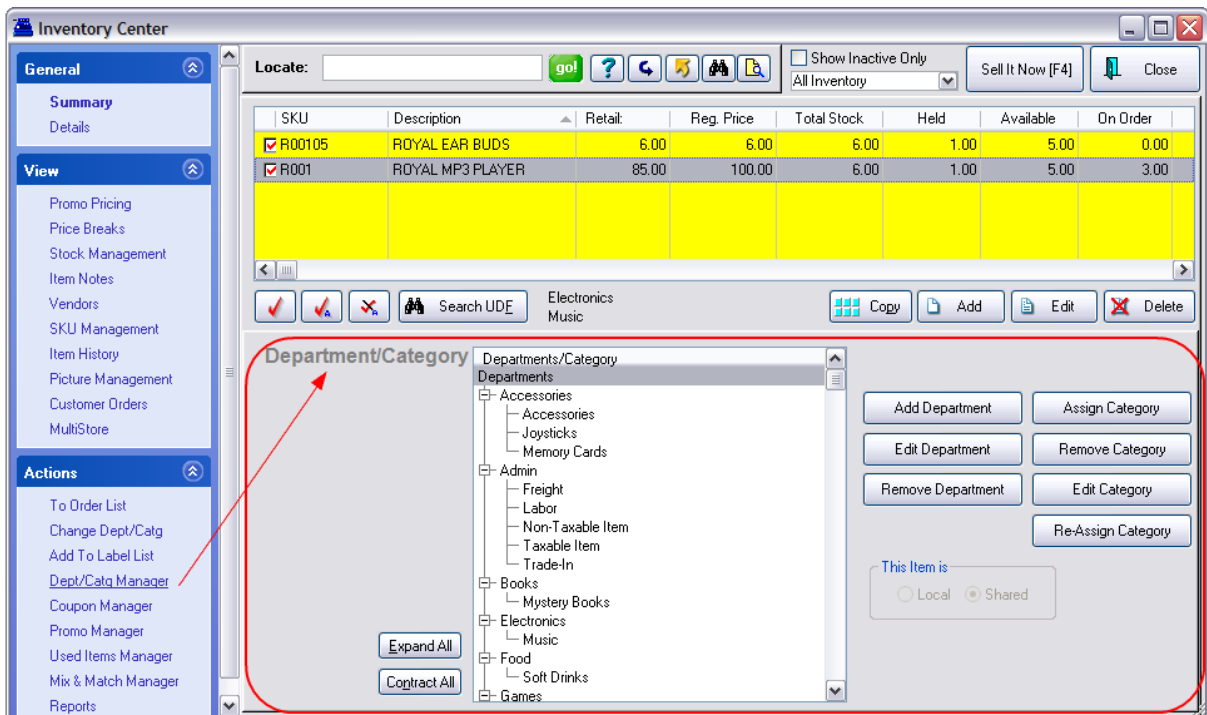 Inventory Center
General
Summary
Details
View
Promo Pricing
Price Breaks
Stock Management
Item Notes
Vendors
SKU Management
Item History
Picture Management
Customer Orders
MultiStore
Actions
To Order List
Change Dept/Catg
Add To Label List
Dept/Catg Manager
Coupon Manager
Promo Manager
Used Items Manager
Mix & Match Manager
Reports
Locate: go! ? Show Inactive Only
All Inventory
Sell It Now [F4] Close
SKU Description Retail: Reg. Price Total Stock Held Available On Order
R00105 ROYAL EAR BUDS 6.00 6.00 6.00 1.00 5.00 0.00
R001 ROYAL MP3 PLAYER 85.00 100.00 6.00 1.00 5.00 3.00
A A Search UDF
Electronics
Music
Copy Add Edit Delete
Department/Category
Departments/Category
Departments
Accessories
Accessories
Joysticks
Memory Cards
Admin
Freight
Labor
Non-Taxable Item
Taxable Item
Trade-In
Books
Mystery Books
Electronics
Music
Food
Soft Drinks
Games
Expand All
Contract All
Add Department Assign Category
Edit Department Remove Category
Remove Department Edit Category
Re-Assign Category
This Item is
Local Shared